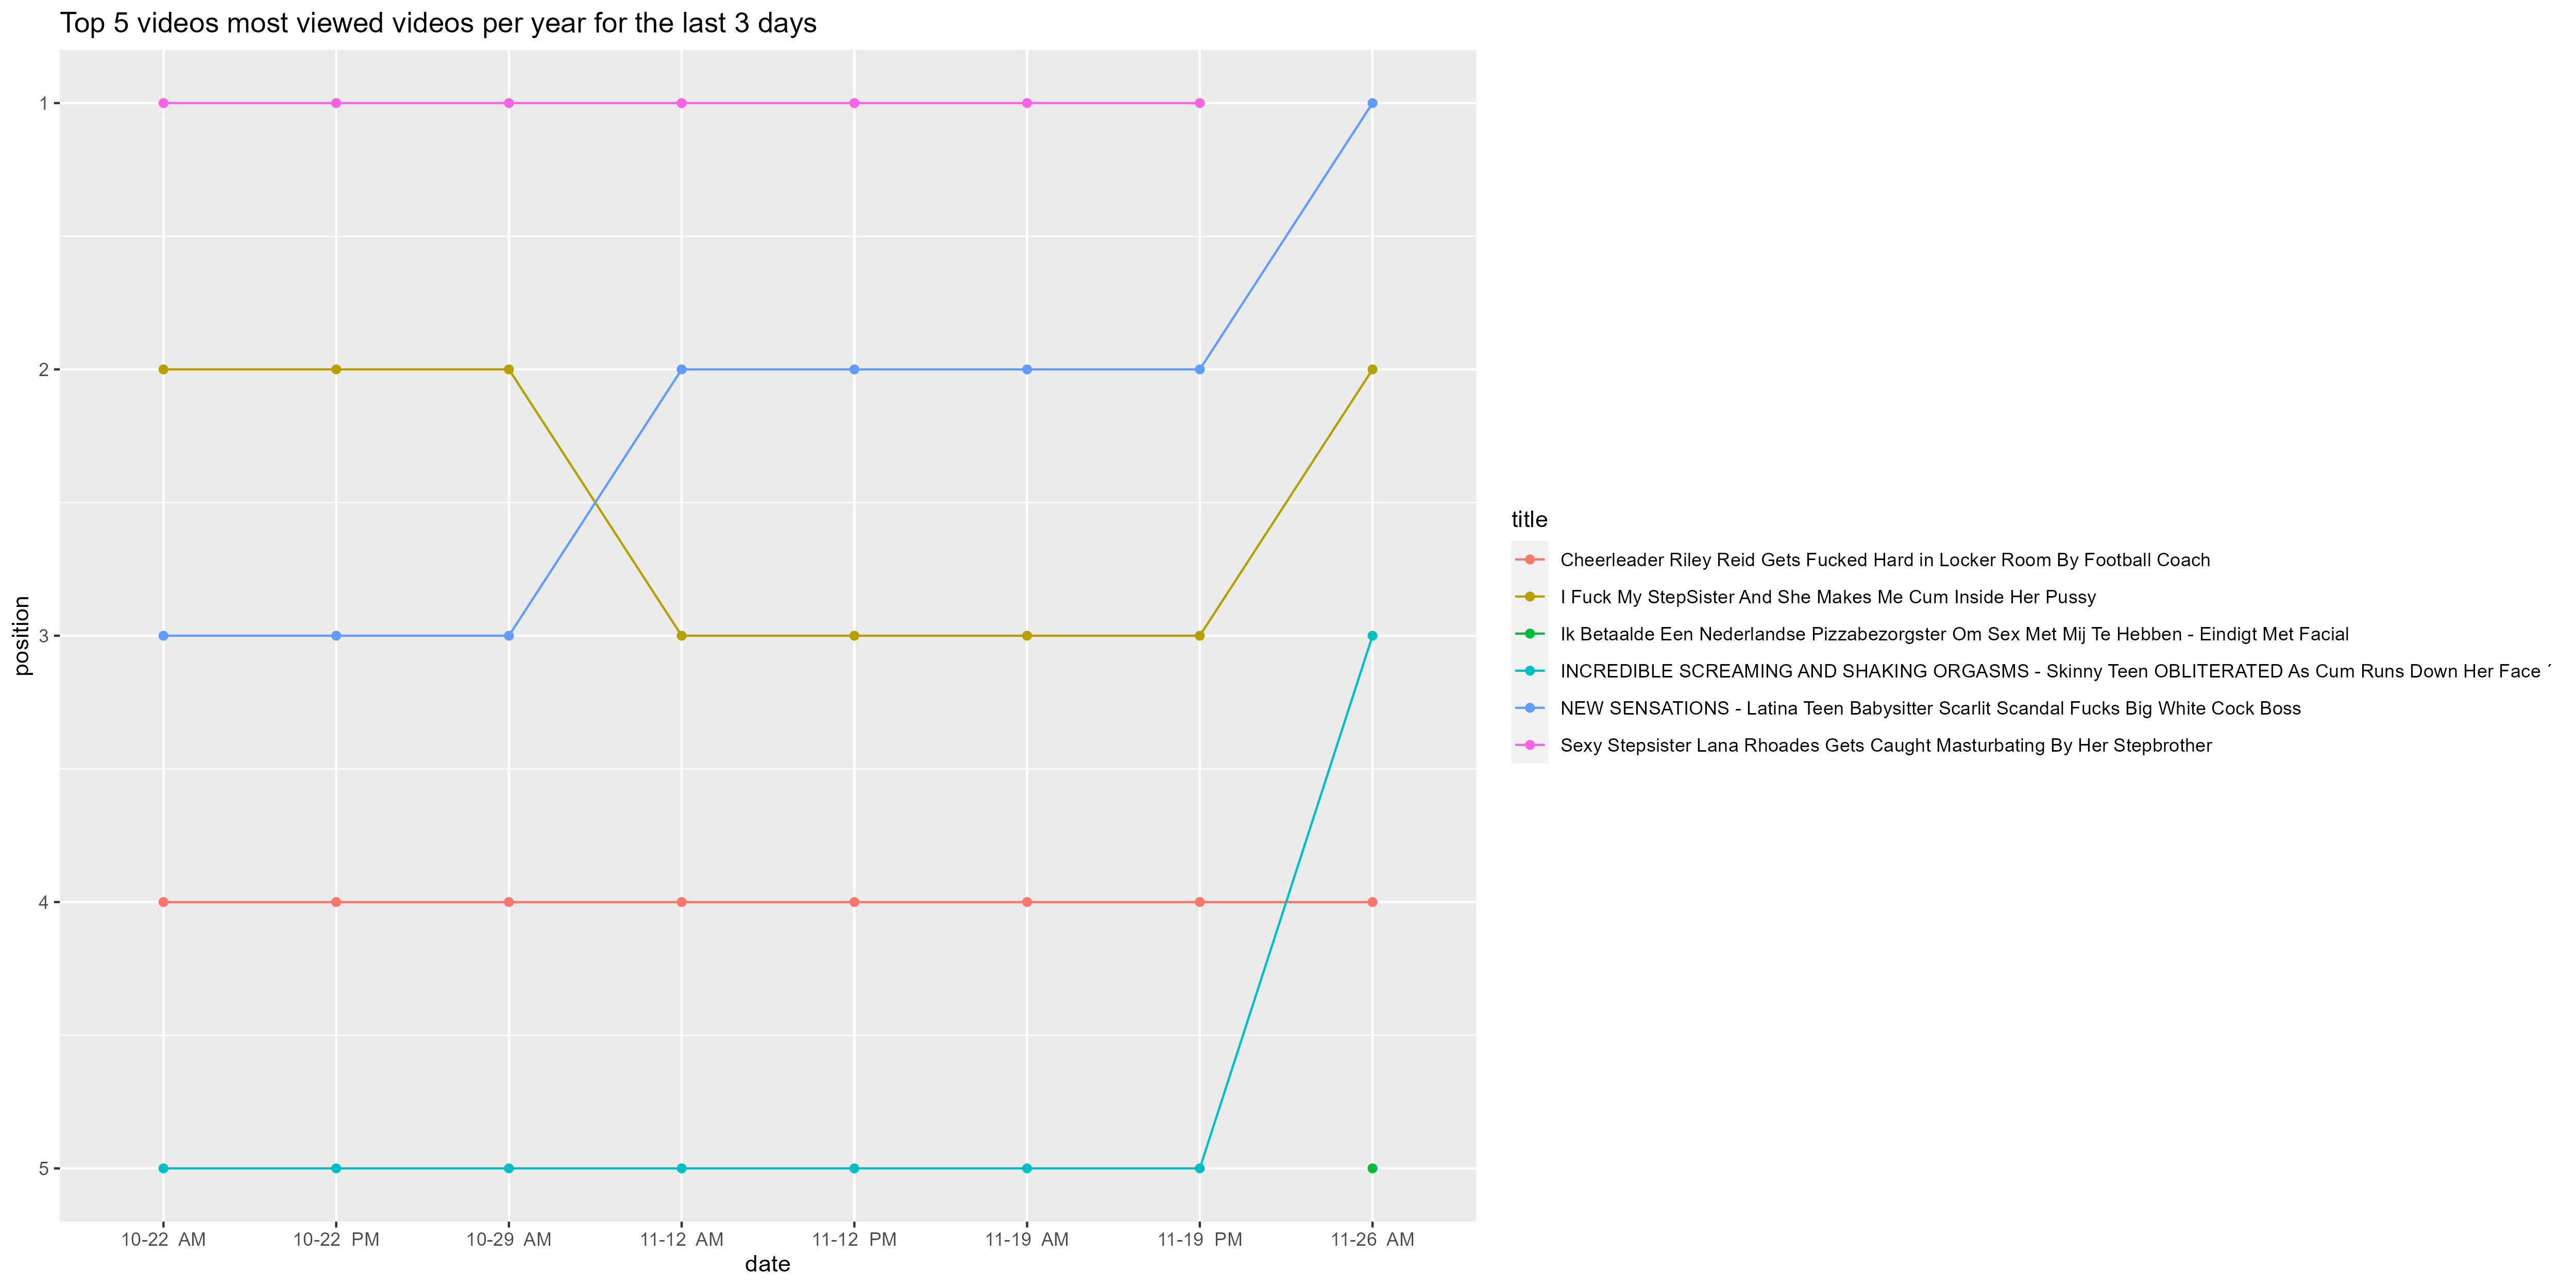 Top 5 videos most viewed videos per year for the last 3 days
position
1
2
3
4
5
10-22 AM
10-22 PM
10-29 AM
11-12 AM
11-12 PM
11-19 AM
11-19 PM
11-26 AM
date
title
Cheerleader Riley Reid Gets Fucked Hard in Locker Room By Football Coach
I Fuck My StepSister And She Makes Me Cum Inside Her Pussy
Ik Betaalde Een Nederlandse Pizzabezorgster Om Sex Met Mij Te Hebben - Eindigt Met Facial
INCREDIBLE SCREAMING AND SHAKING ORGASMS - Skinny Teen OBLITERATED As Cum Runs Down Her Face
NEW SENSATIONS - Latina Teen Babysitter Scarlit Scandal Fucks Big White Cock Boss
Sexy Stepsister Lana Rhoades Gets Caught Masturbating By Her Stepbrother